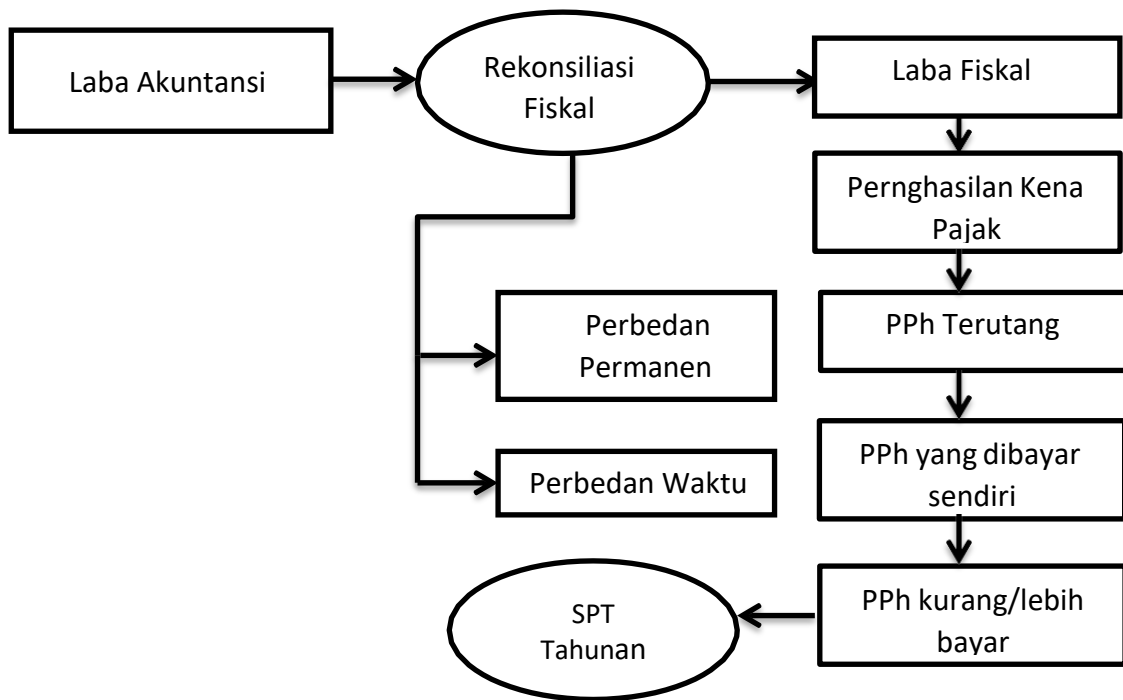 Laba Akuntansi
Rekonsiliasi
Fiskal
Laba Fiskal
Pernghasilan Kena
Pajak
PPh Terutang
PPh yang dibayar
sendiri
PPh kurang/lebih
bayar
Perbedan
Permanen
Perbedan Waktu
SPT
Tahunan